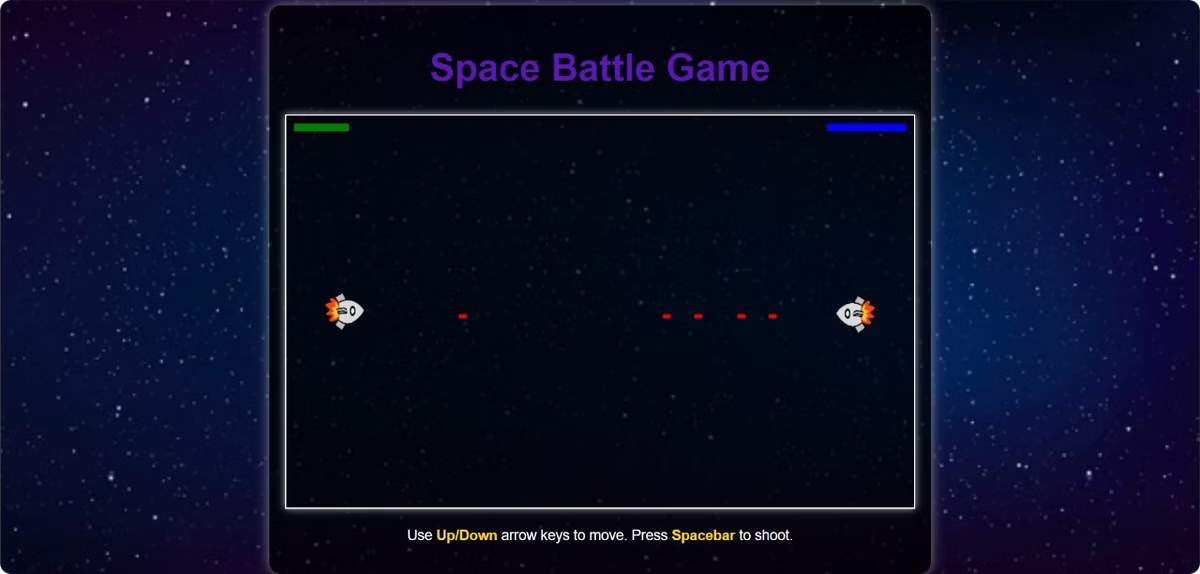 Space Battle Game
Use Up/Down arrow keys to move. Press Spacebar to shoot.